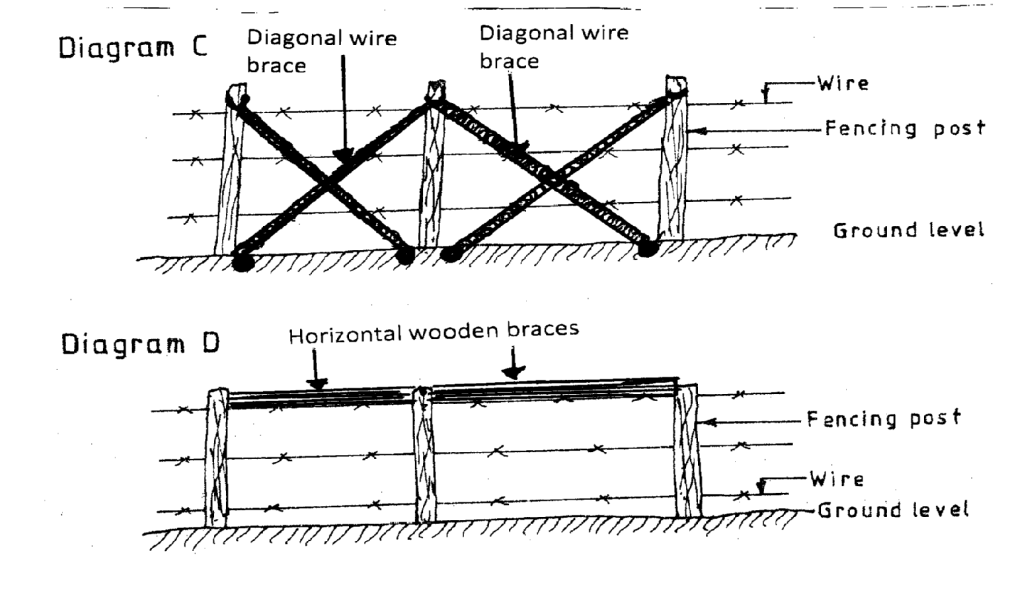 Diagram C
Diagonal wire
brace
Diagonal wire
brace
Wire
Fencing post
Ground level
Diagram D
Horizontal wooden braces
Fencing post
Wire
Ground level